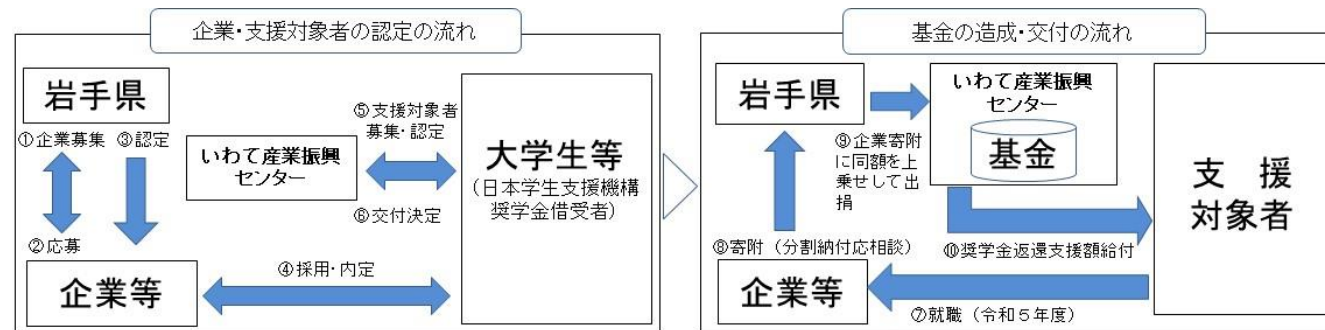 企業・支援対象者の認定の流れ
岩手県
①企業募集
③認定
②応募
企業等
いわて産業振興
センター
⑤支援対象者
募集・認定
⑥交付決定
④採用・内定
大学生等
(日本学生支援機構
奨学金借受者)
基金の造成・交付の流れ
岩手県
いわて産業振興
センター
基金
⑨企業寄附
に同額を上
乗せして出
捐
⑧寄附（分割納付応相談）
⑩奨学金返還支援額給付
企業等
⑦就職（令和５年度）
支　援
対象者